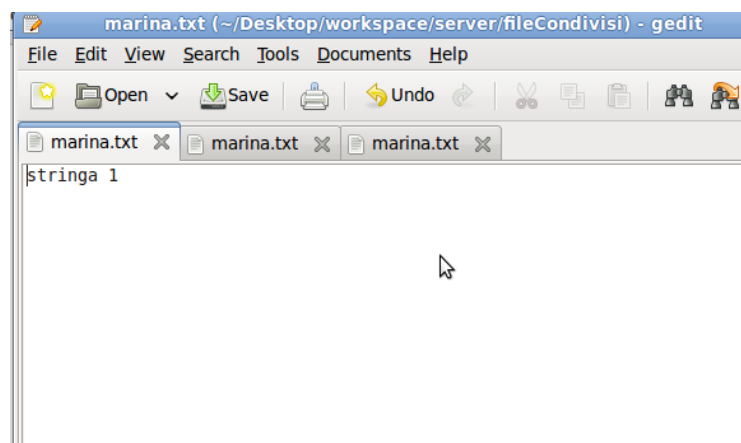 marina.txt (~/Desktop/workspace/server/fileCondivisi) - gedit
File Edit View Search Tools Documents Help
Open Save Undo
marina.txt marina.txt marina.txt
stringa 1